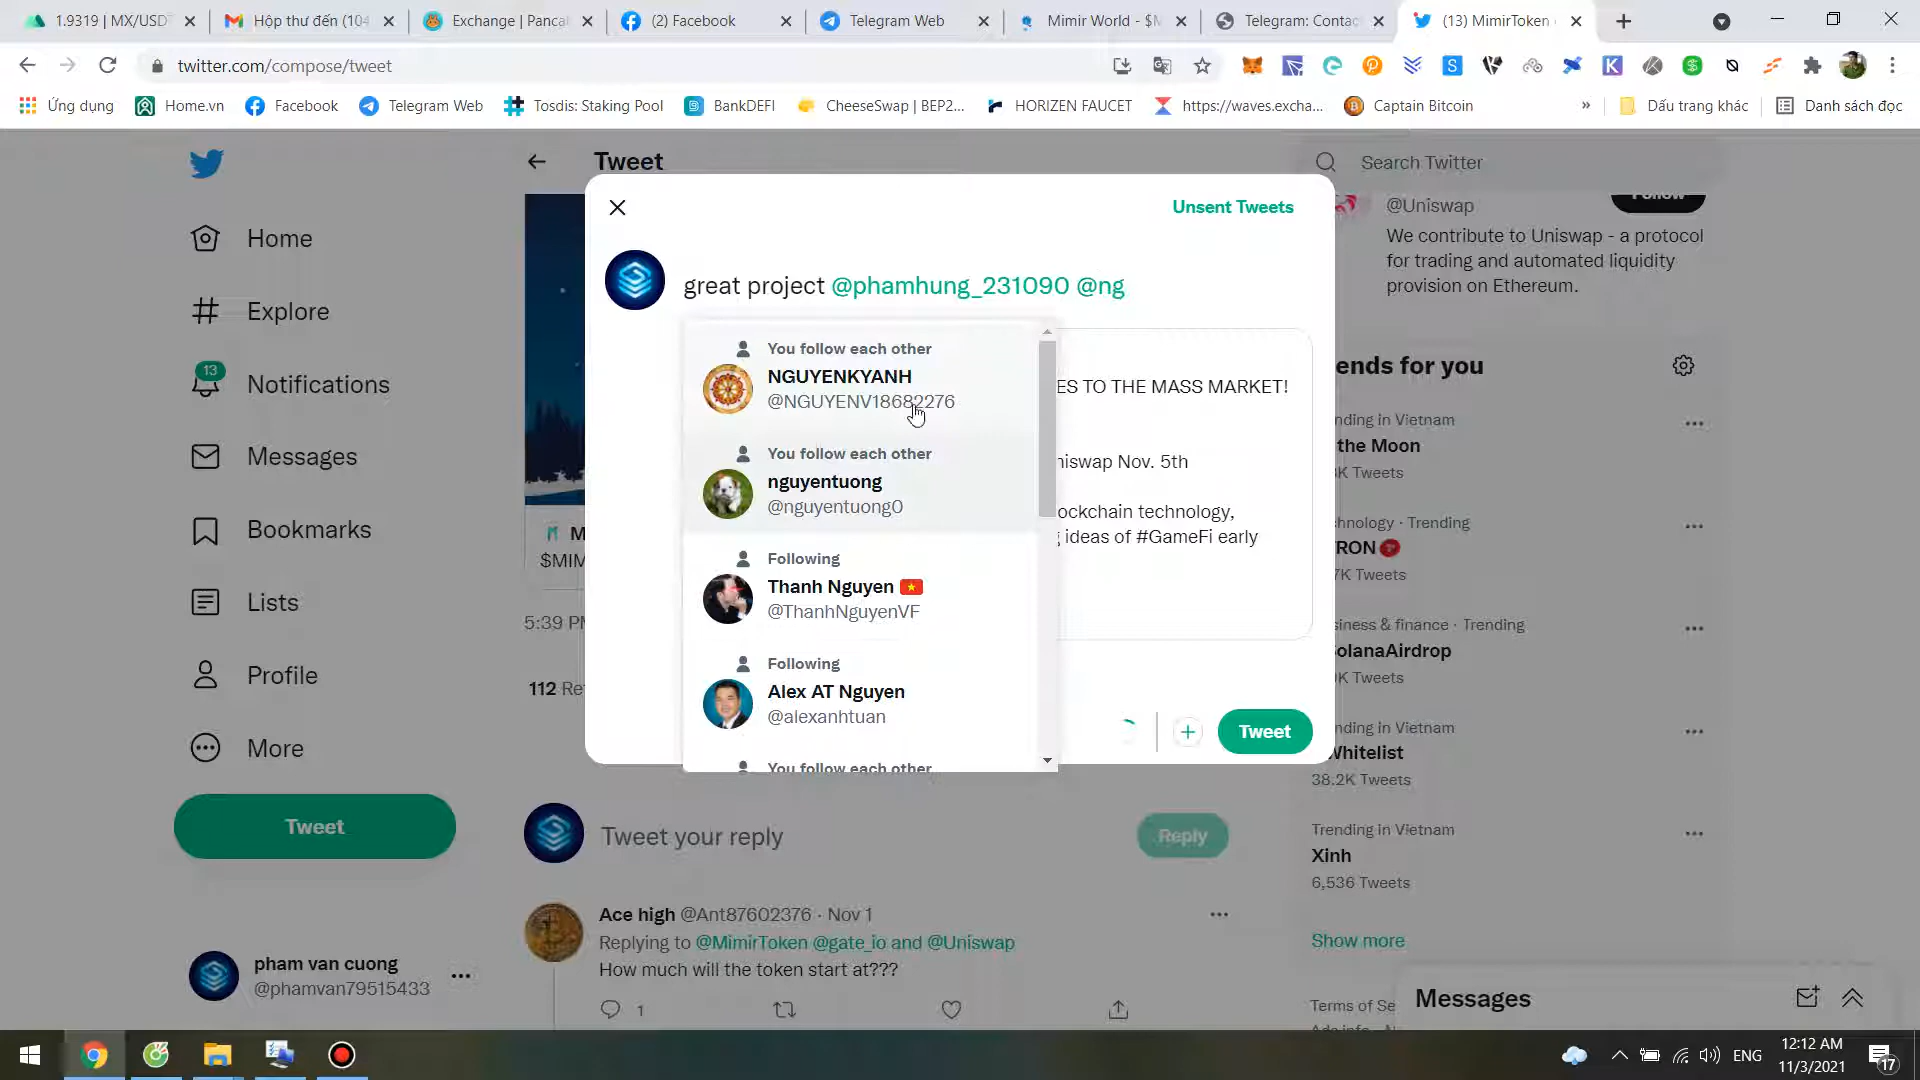 1.9319 | MX/USD
Hộp thư đến (104
Exchange | Panca
(2) Facebook
Telegram Web
Mimir World - $M
Telegram: Contac
(13) MimirToken
twitter.com/compose/tweet
Ứng dụng
Home.vn
Facebook
Telegram Web
Tosdis: Staking Pool
BankDEFI
CheeseSwap | BEP2...
HORIZEN FAUCET
https://waves.excha...
Captain Bitcoin
»
Dấu trang khác
Danh sách đọc
Home
Explore
13
Notifications
Messages
Bookmarks
Lists
Profile
More
Tweet
pham van cuong
@phamvan79515433
Tweet
Unsent Tweets
great project @phamhung_231090 @ng
You follow each other
NGUYENKYANH
@NGUYENV18682276
You follow each other
nguyentuong
@nguyentuong0
Following
Thanh Nguyen
@ThanhNguyenVF
Following
Alex AT Nguyen
@alexanhtuan
You follow each other
ES TO THE MASS MARKET!
niswap Nov. 5th
ockchain technology,
g ideas of #GameFi early
Tweet
M
$MIM
5:39 PM
112 Re
Tweet your reply
Reply
Ace high @Ant87602376 · Nov 1
Replying to @MimirToken @gate_io and @Uniswap
How much will the token start at???
1
Search Twitter
@Uniswap
Follow
We contribute to Uniswap - a protocol
for trading and automated liquidity
provision on Ethereum.
ends for you
nding in Vietnam
the Moon
K Tweets
hnology · Trending
RON
7K Tweets
siness & finance · Trending
SolanaAirdrop
K Tweets
nding in Vietnam
Whitelist
38.2K Tweets
Trending in Vietnam
Xinh
6,536 Tweets
Show more
Terms of Se
Messages
ENG
12:12 AM
11/3/2021
17